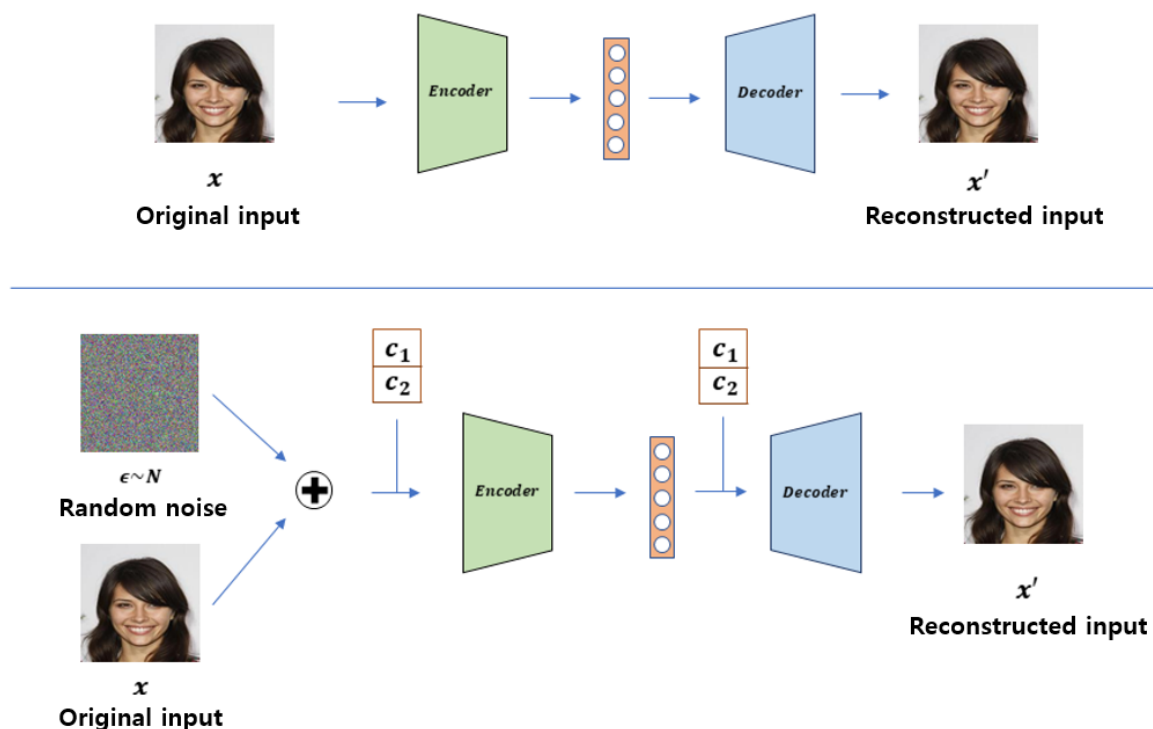 Encoder
Decoder
x
x′
Original input
Reconstructed input
c₁
c₂
c₁
c₂
ϵ~N
Random noise
Encoder
Decoder
x
Original input
x′
Reconstructed input